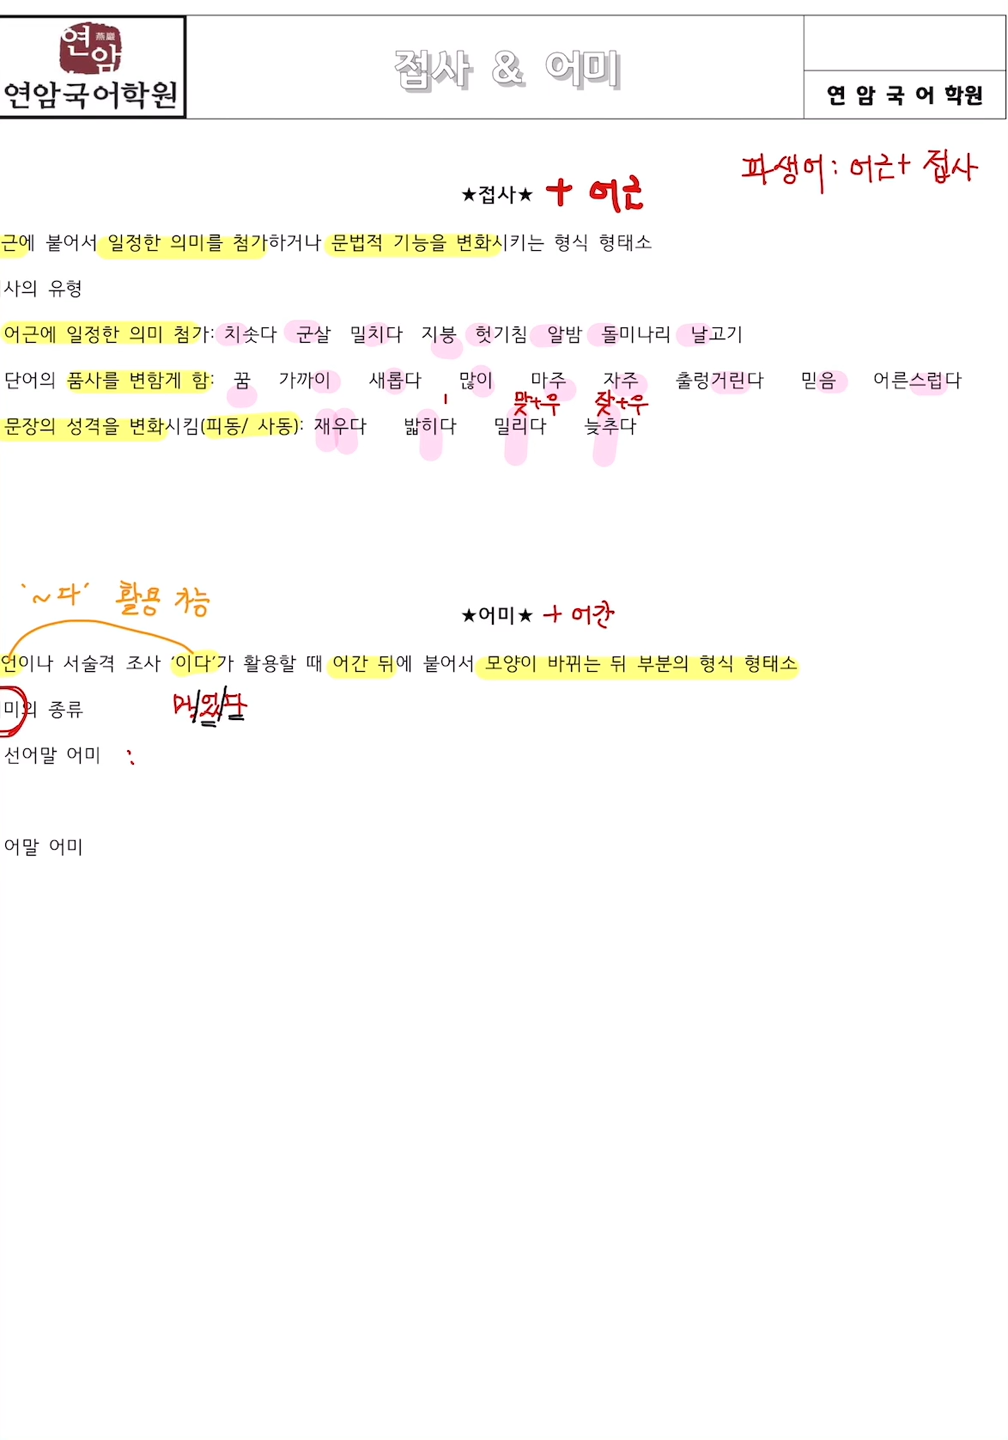 연암
燕巖
연암국어학원
접사 & 어미
연 암 국 어 학원
파생어: 어근+ 접사
★접사★ + 어근
근에 붙어서 일정한 의미를 첨가하거나 문법적 기능을 변화시키는 형식 형태소
사의 유형
어근에 일정한 의미 첨가: 치솟다 군살 밀치다 지붕 헛기침 알밤 돌미나리 날고기
단어의 품사를 변함게 함: 꿈 가까이 새롭다 많이 마주 자주 출렁거린다 믿음 어른스럽다
맞+우 잦+우
문장의 성격을 변화시킴(피동/ 사동): 재우다 밟히다 밀리다 늦추다
'~다' 활용 가능
★어미★ + 어간
언이나 서술격 조사 '이다'가 활용할 때 어간 뒤에 붙어서 모양이 바뀌는 뒤 부분의 형식 형태소
미의 종류
먹/었/다
선어말 어미 :
어말 어미